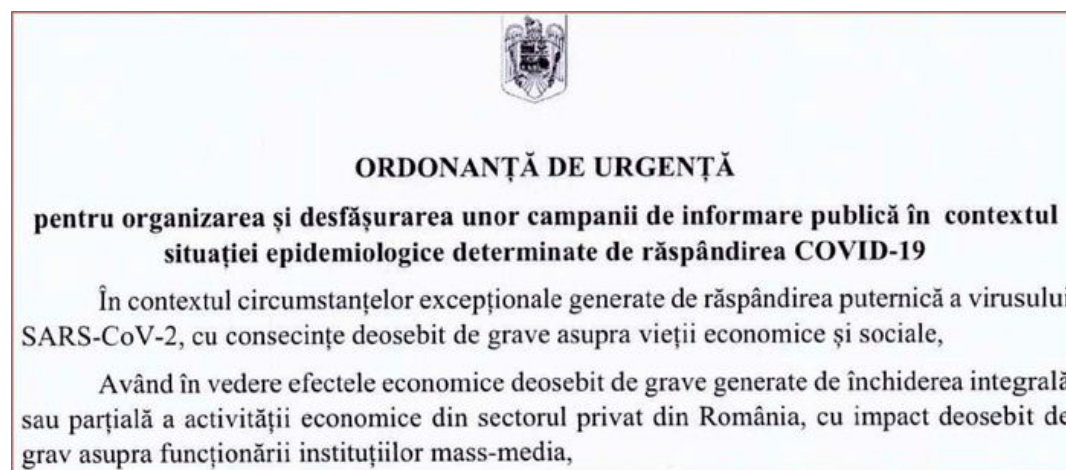 ORDONANȚĂ DE URGENȚĂ
pentru organizarea și desfășurarea unor campanii de informare publică în contextul
situației epidemiologice determinate de răspândirea COVID-19
În contextul circumstanțelor excepționale generate de răspândirea puternică a virusului
SARS-CoV-2, cu consecințe deosebit de grave asupra vieții economice și sociale,
Având în vedere efectele economice deosebit de grave generate de închiderea integrală
sau parțială a activității economice din sectorul privat din România, cu impact deosebit de
grav asupra funcționării instituțiilor mass-media,